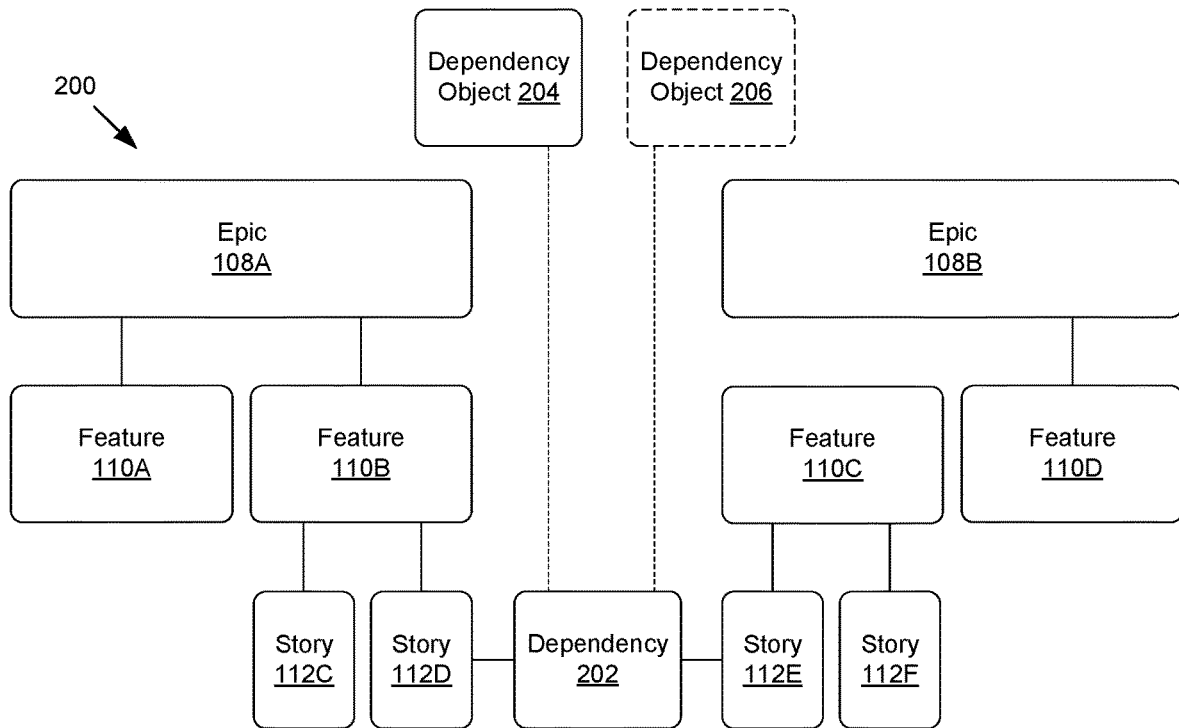 Dependency
Object 204
Dependency
Object 206
200
Epic
108A
Epic
108B
Feature
110A
Feature
110B
Feature
110C
Feature
110D
Story
112C
Story
112D
Dependency
202
Story
112E
Story
112F